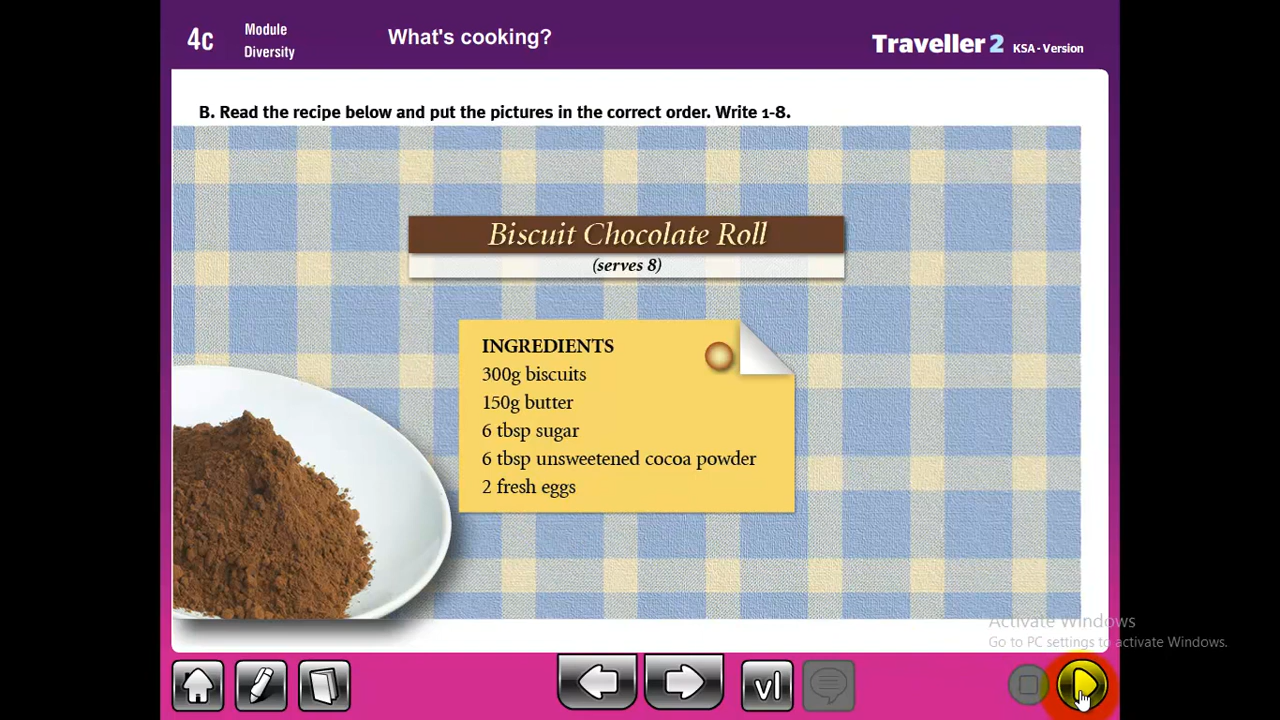 4c
Module
Diversity
What's cooking?
Traveller 2 KSA - Version
B. Read the recipe below and put the pictures in the correct order. Write 1-8.
Biscuit Chocolate Roll
(serves 8)
INGREDIENTS
300g biscuits
150g butter
6 tbsp sugar
6 tbsp unsweetened cocoa powder
2 fresh eggs
Activate Windows
Go to PC settings to activate Windows.
vl